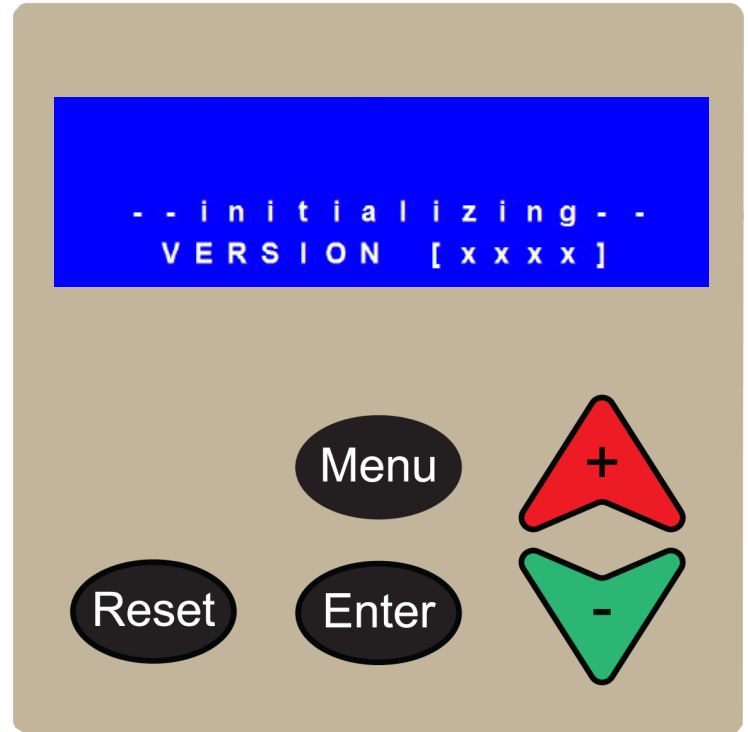 --initializing--
VERSION [xxxx]
Menu
+
Reset
Enter
-